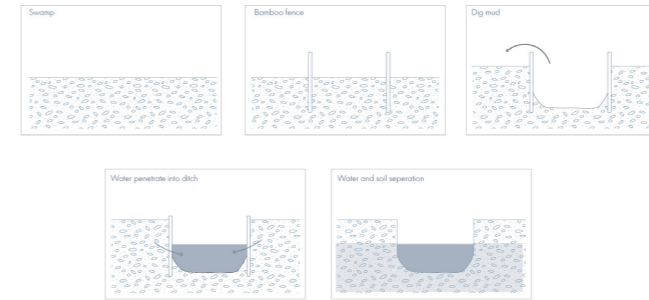 Swamp
Bamboo fence
Dig mud
Water penetrate into ditch
Water and soil seperation